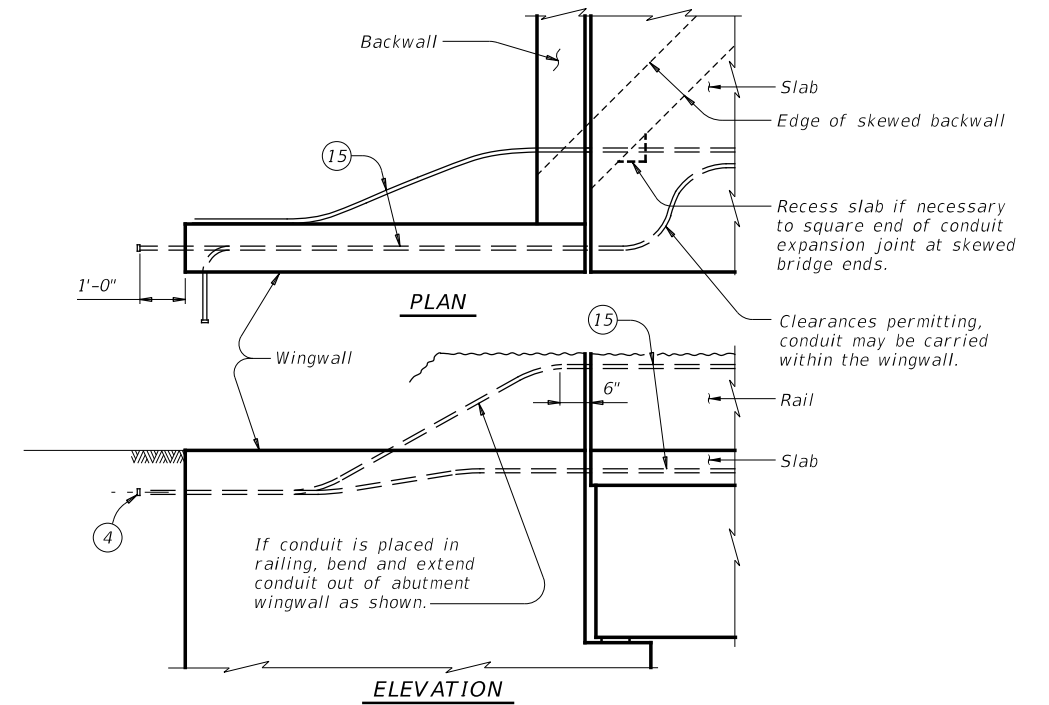 Backwall
Slab
Edge of skewed backwall
15
Recess slab if necessary
to square end of conduit
expansion joint at skewed
bridge ends.
1'-0"
PLAN
15
Clearances permitting,
conduit may be carried
within the wingwall.
Wingwall
6"
Rail
Slab
4
If conduit is placed in
railing, bend and extend
conduit out of abutment
wingwall as shown.
ELEVATION